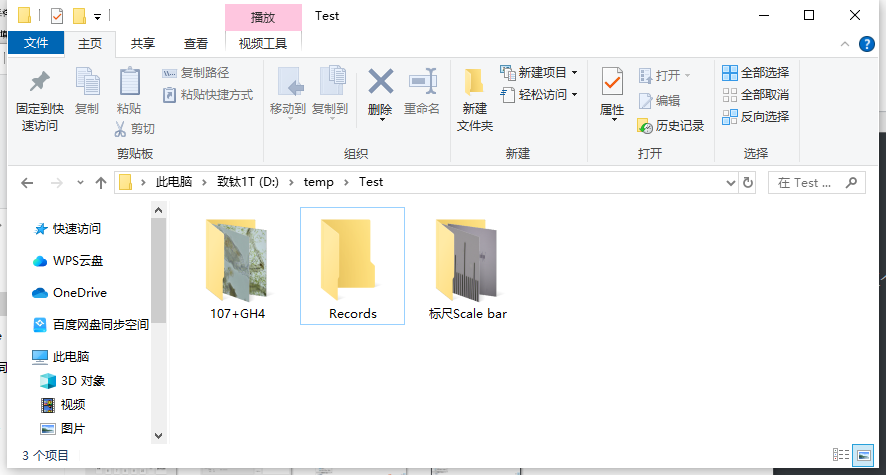 播放
Test
文件
主页
共享
查看
视频工具
固定到快
速访问
复制
粘贴
复制路径
粘贴快捷方式
剪切
剪贴板
移动到
复制到
删除
重命名
组织
新建
文件夹
新建项目
轻松访问
新建
属性
打开
编辑
历史记录
打开
全部选择
全部取消
反向选择
选择
此电脑
致钛1T (D:)
temp
Test
在 Test ...
快速访问
WPS云盘
OneDrive
百度网盘同步空间
此电脑
3D 对象
视频
图片
107+GH4
Records
标尺Scale bar
3 个项目